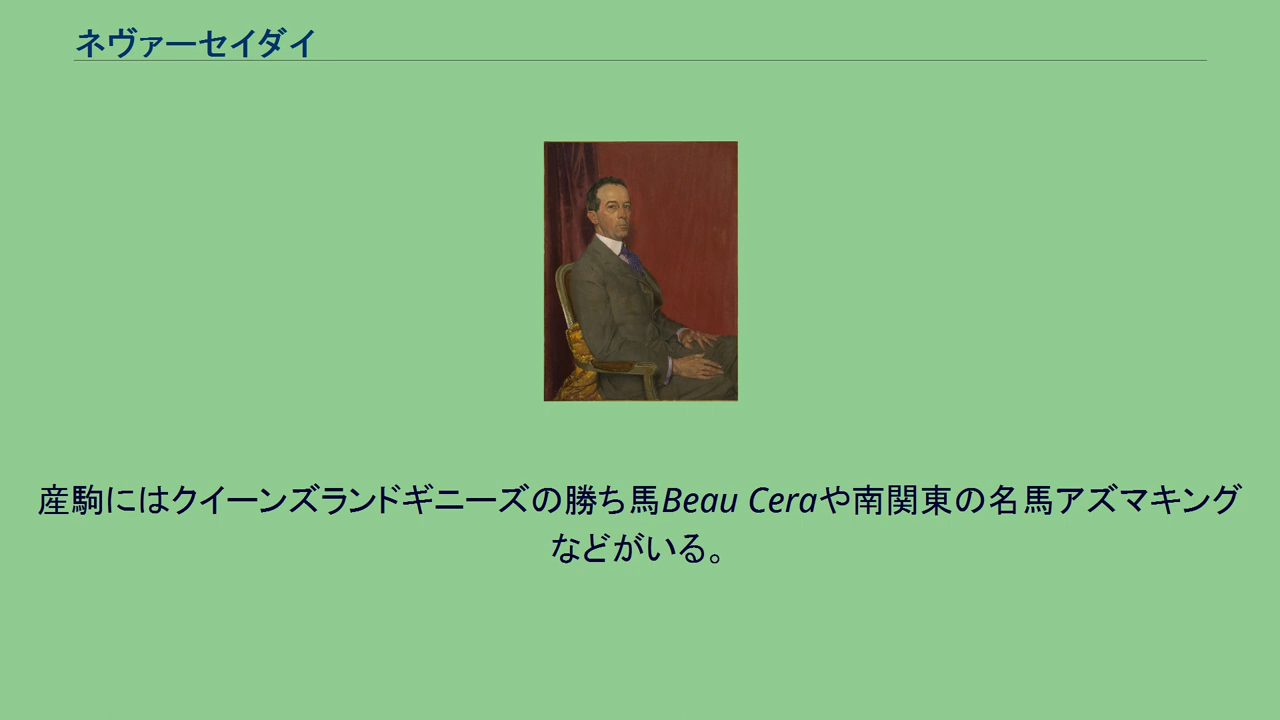 ネヴァーセイダイ
産駒にはクイーンズランドギニーズの勝ち馬Beau Ceraや南関東の名馬アズマキング
などがいる。